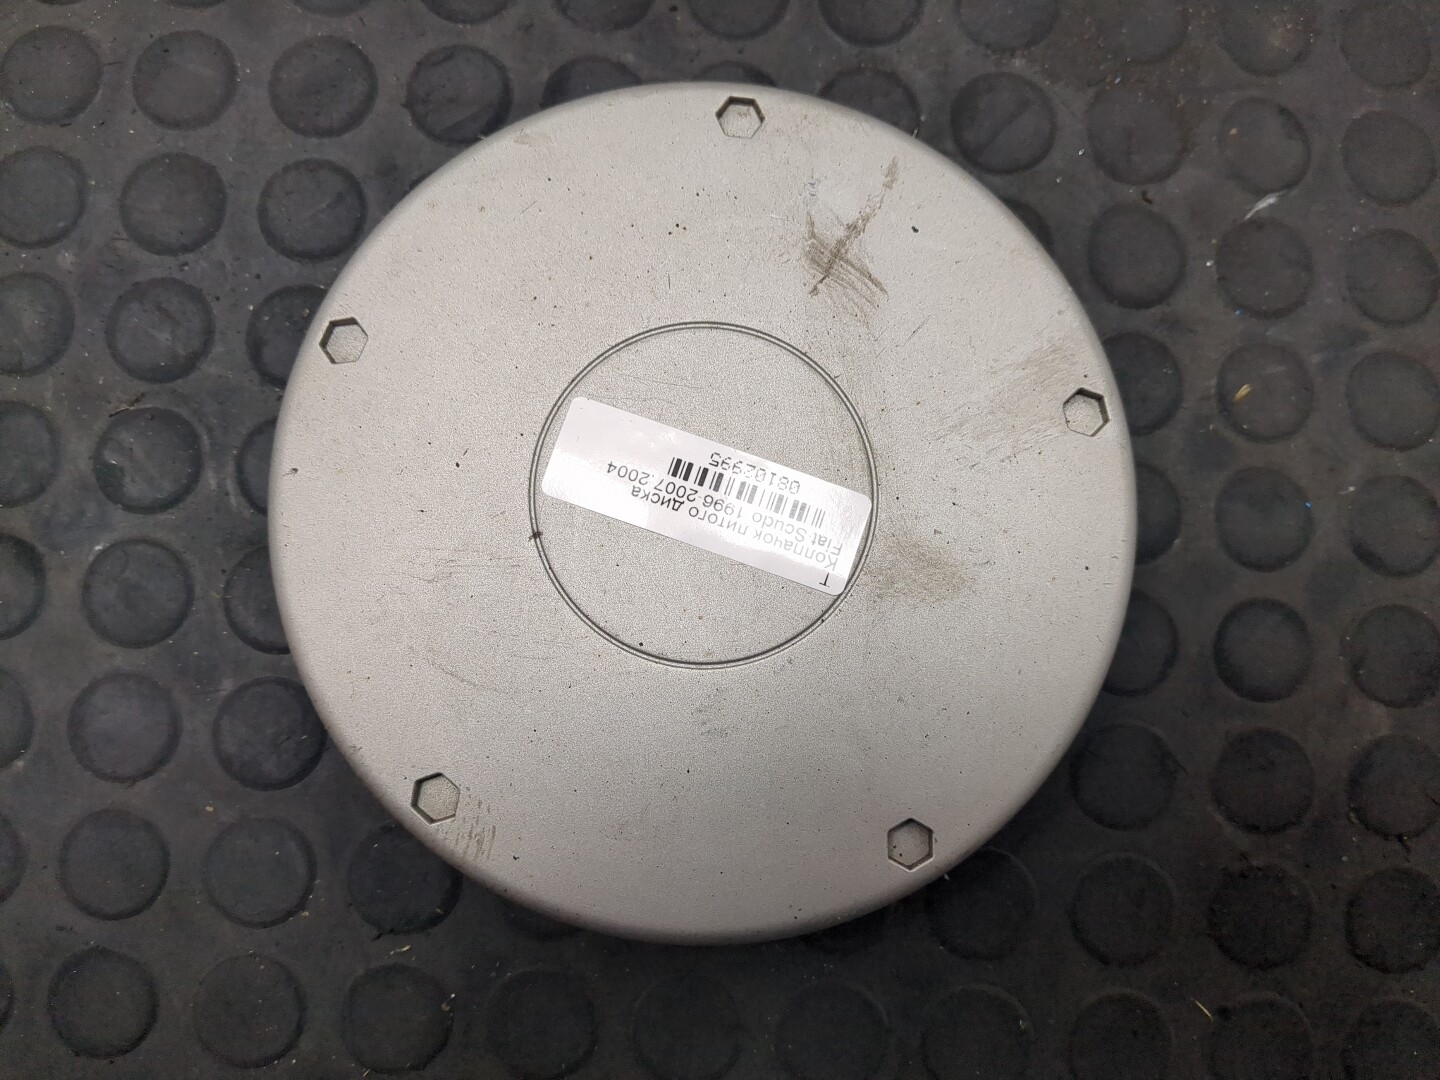 Т
Колпачок литого диска
Fiat Scudo 1996 2007 2004
08102995